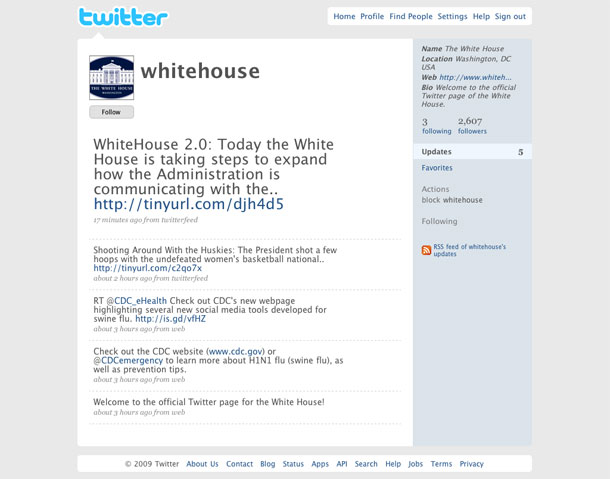 twitter
Home Profile Find People Settings Help Sign out
THE WHITE HOUSE
WASHINGTON
whitehouse
Follow
WhiteHouse 2.0: Today the White
House is taking steps to expand
how the Administration is
communicating with the..
http://tinyurl.com/djh4d5
17 minutes ago from twitterfeed
Shooting Around With the Huskies: The President shot a few
hoops with the undefeated women's basketball national..
http://tinyurl.com/c2qo7x
about 2 hours ago from twitterfeed
RT @CDC_eHealth Check out CDC's new webpage
highlighting several new social media tools developed for
swine flu. http://is.gd/vfHZ
about 3 hours ago from web
Check out the CDC website (www.cdc.gov) or
@CDCemergency to learn more about H1N1 flu (swine flu), as
well as prevention tips.
about 3 hours ago from web
Welcome to the official Twitter page for the White House!
about 3 hours ago from web
Name The White House
Location Washington, DC
USA
Web http://www.whiteh...
Bio Welcome to the official
Twitter page of the White
House.
3 2,607
following followers
Updates 5
Favorites
Actions
block whitehouse
Following
RSS feed of whitehouse's
updates
© 2009 Twitter About Us Contact Blog Status Apps API Search Help Jobs Terms Privacy